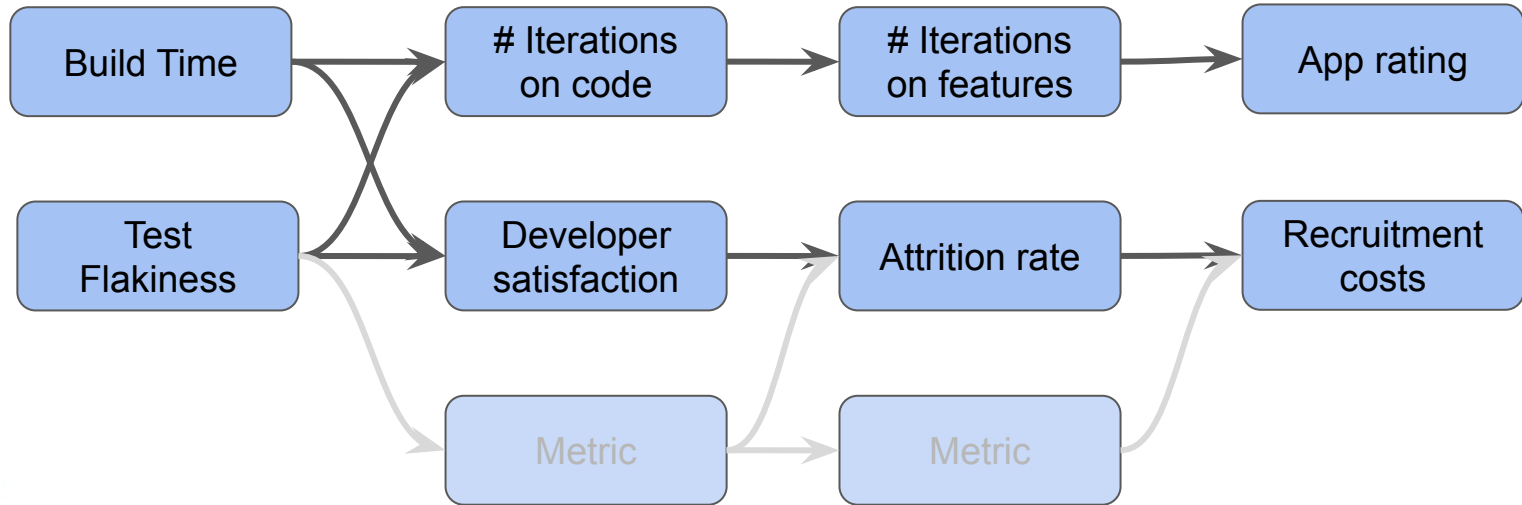 Build Time
# Iterations
on code
# Iterations
on features
App rating
Test
Flakiness
Developer
satisfaction
Attrition rate
Recruitment
costs
Metric
Metric